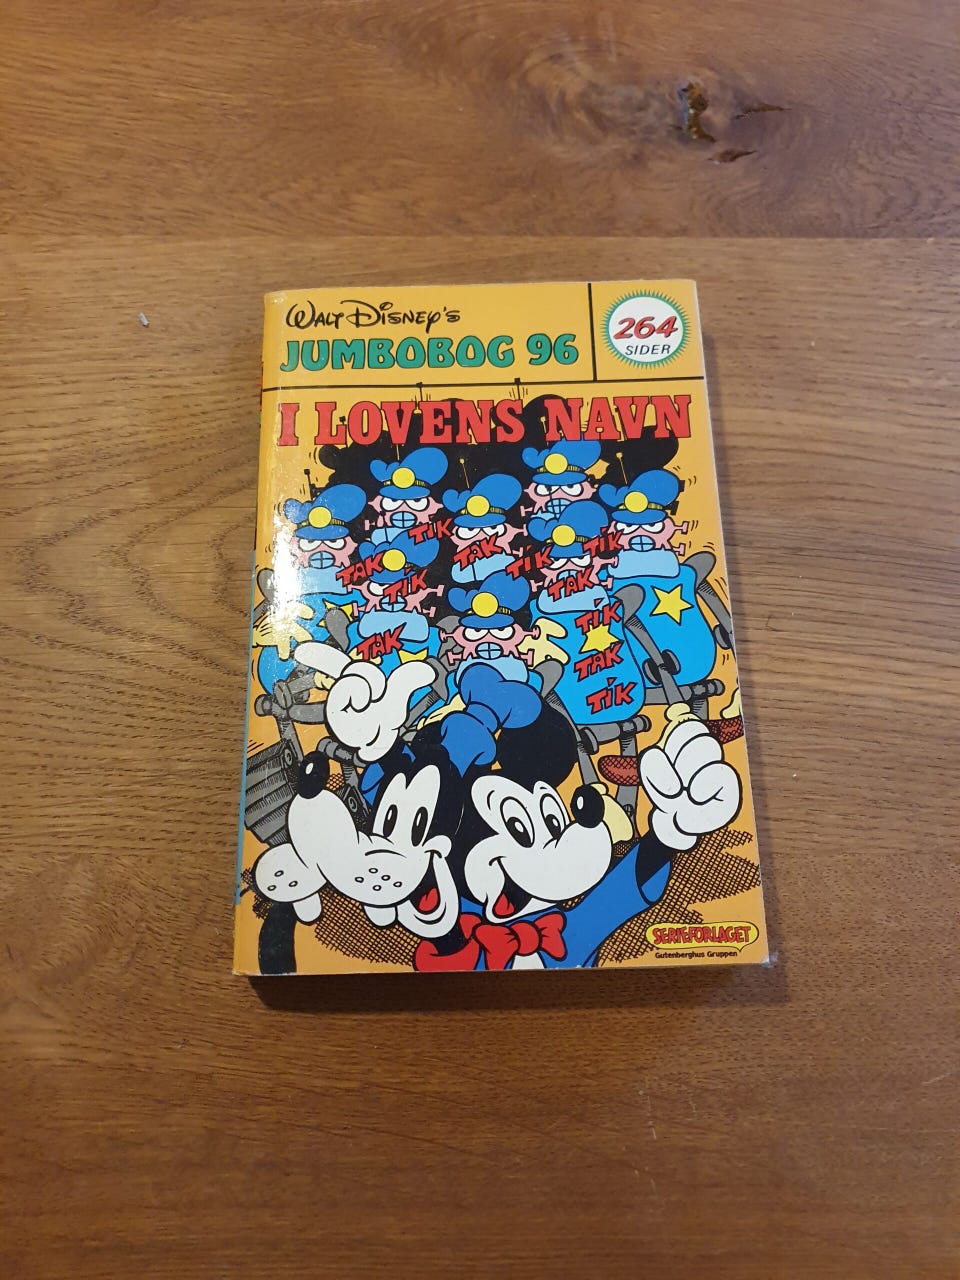 WALT DISNEY'S
JUMBOBOG 96
264
SIDER
I LOVENS NAVN
TIK
TAK
TIK
TIK
TAK
TIK
TAK
TIK
TAK
TAK
TIK
SERIEFORLAGET
Gutenberghus Gruppen